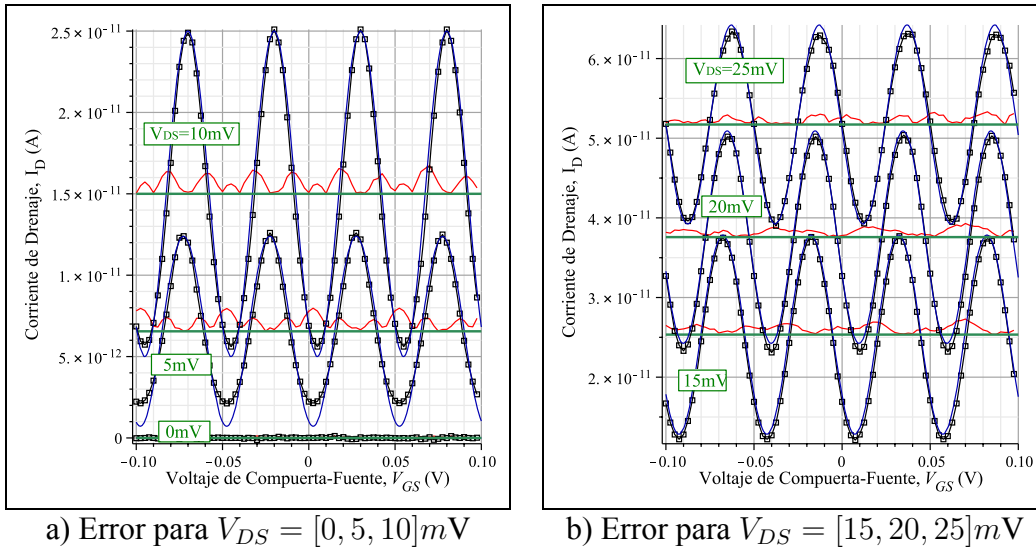 Corriente de Drenaje, I_D (A)
2.5 × 10⁻¹¹
2. × 10⁻¹¹
1.5 × 10⁻¹¹
1. × 10⁻¹¹
5. × 10⁻¹²
0
VDS=10mV
5mV
0mV
−0.10 −0.05 0 0.05 0.10
Voltaje de Compuerta-Fuente, V_GS (V)
a) Error para V_DS = [0, 5, 10]mV
Corriente de Drenaje, I_D (A)
6. × 10⁻¹¹
5. × 10⁻¹¹
4. × 10⁻¹¹
3. × 10⁻¹¹
2. × 10⁻¹¹
VDS=25mV
20mV
15mV
−0.10 −0.05 0 0.05 0.10
Voltaje de Compuerta-Fuente, V_GS (V)
b) Error para V_DS = [15, 20, 25]mV